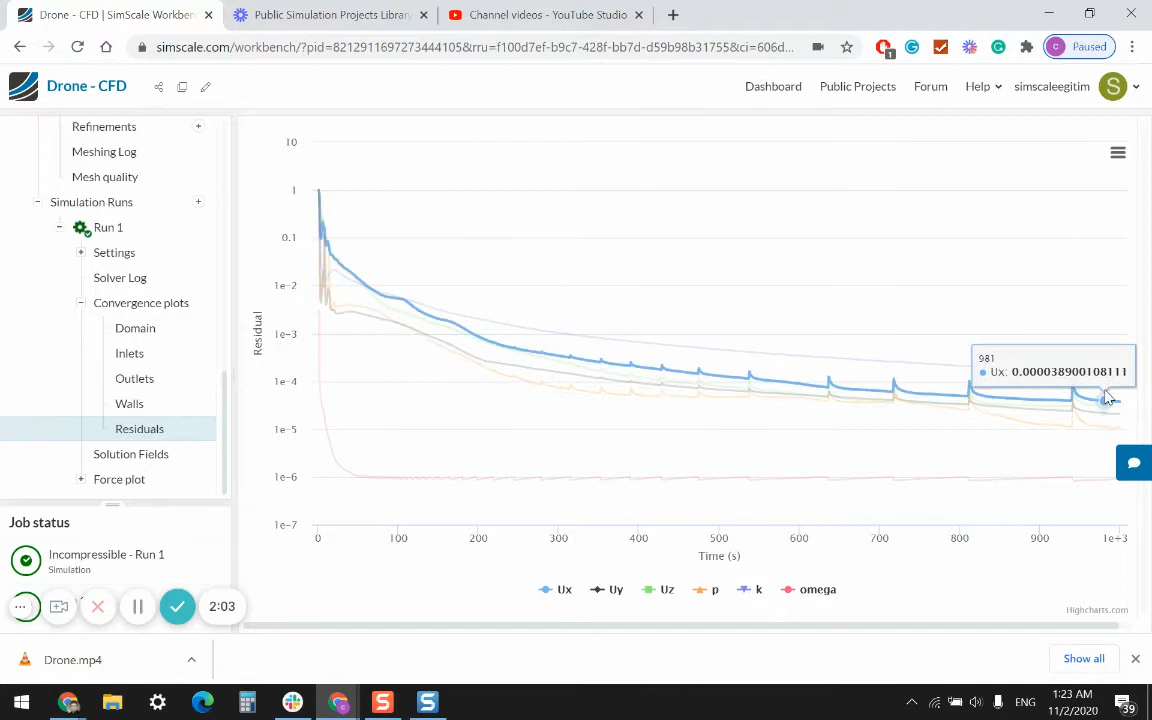 Drone - CFD | SimScale Workben
Public Simulation Projects Library
Channel videos - YouTube Studio
simscale.com/workbench/?pid=8212911697273444105&rru=f100d7ef-b9c7-428f-bb7d-d59b98b31755&ci=606d...
1
C
Paused
Drone - CFD
Dashboard
Public Projects
Forum
Help
simscaleegitim
S
Refinements
Meshing Log
Mesh quality
Simulation Runs
Run 1
Settings
Solver Log
Convergence plots
Domain
Inlets
Outlets
Walls
Residuals
Solution Fields
Force plot
Job status
Incompressible - Run 1
Simulation
2:03
10
1
0.1
1e-2
1e-3
1e-4
1e-5
1e-6
1e-7
Residual
981
Ux: 0.000038900108111
0 100 200 300 400 500 600 700 800 900 1e+3
Time (s)
Ux Uy Uz p k omega
Highcharts.com
Drone.mp4
Show all
ENG
1:23 AM
11/2/2020
39